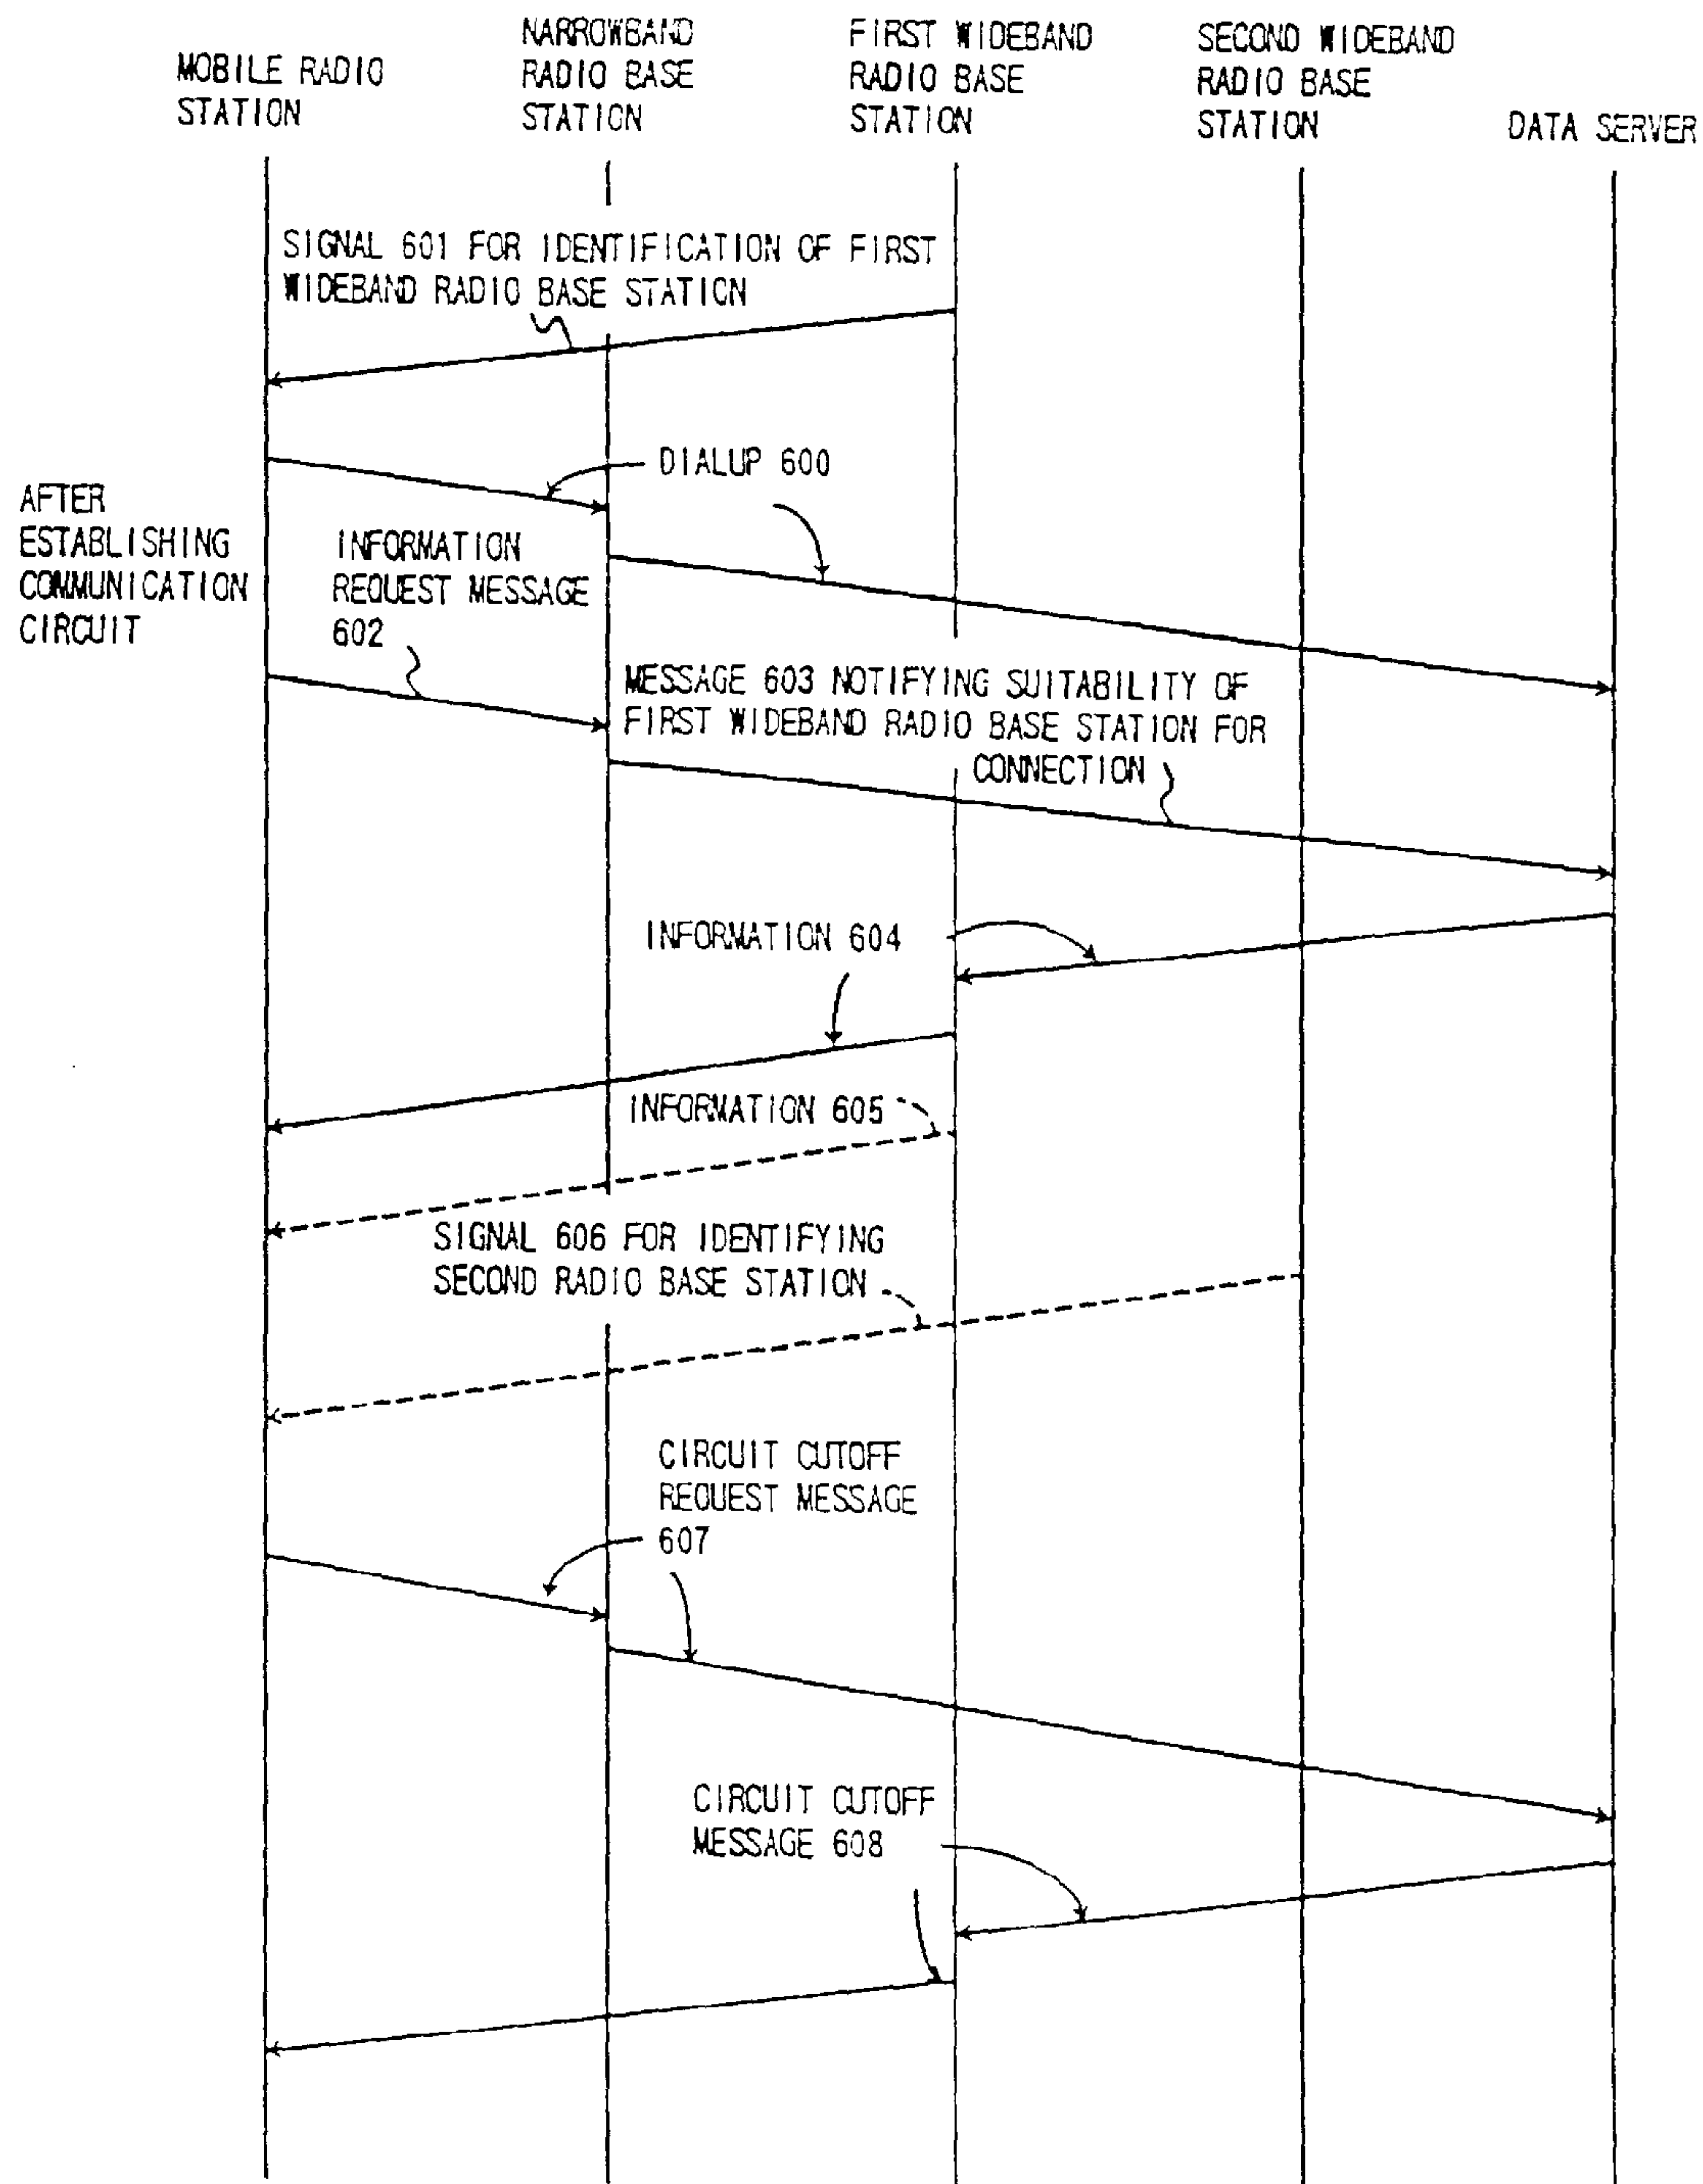 MOBILE RADIO
STATION
NARROWBAND
RADIO BASE
STATION
FIRST WIDEBAND
RADIO BASE
STATION
SECOND WIDEBAND
RADIO BASE
STATION
DATA SERVER
SIGNAL 601 FOR IDENTIFICATION OF FIRST
WIDEBAND RADIO BASE STATION
DIALUP 600
AFTER
ESTABLISHING
COMMUNICATION
CIRCUIT
INFORMATION
REQUEST MESSAGE
602
MESSAGE 603 NOTIFYING SUITABILITY OF
FIRST WIDEBAND RADIO BASE STATION FOR
CONNECTION
INFORMATION 604
INFORMATION 605
SIGNAL 606 FOR IDENTIFYING
SECOND RADIO BASE STATION
CIRCUIT CUTOFF
REQUEST MESSAGE
607
CIRCUIT CUTOFF
MESSAGE 608